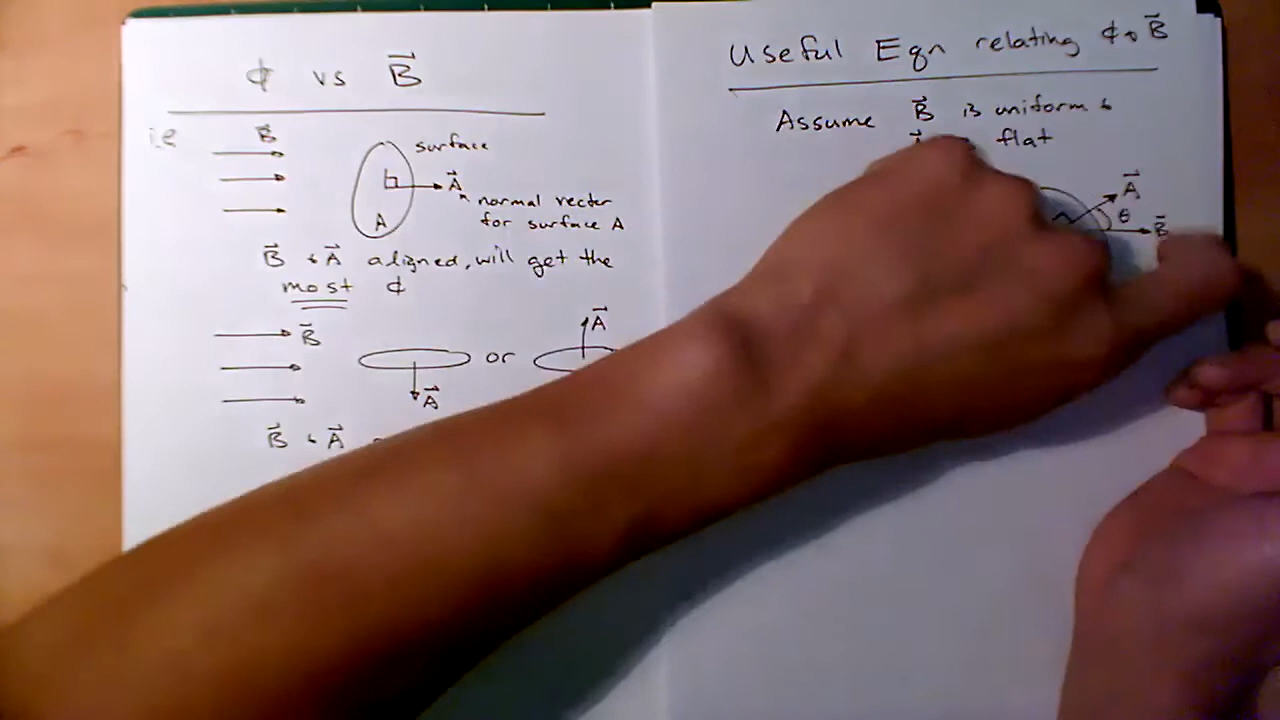 ɸ vs B⃗
i.e B⃗ surface
A⃗
normal vector
for surface A
A
B⃗ & A⃗ aligned, will get the
most ɸ
B⃗ A⃗
or
A⃗
B⃗ & A⃗
Useful Eqn relating ɸ & B⃗
Assume B⃗ is uniform &
flat
A⃗
θ
B⃗